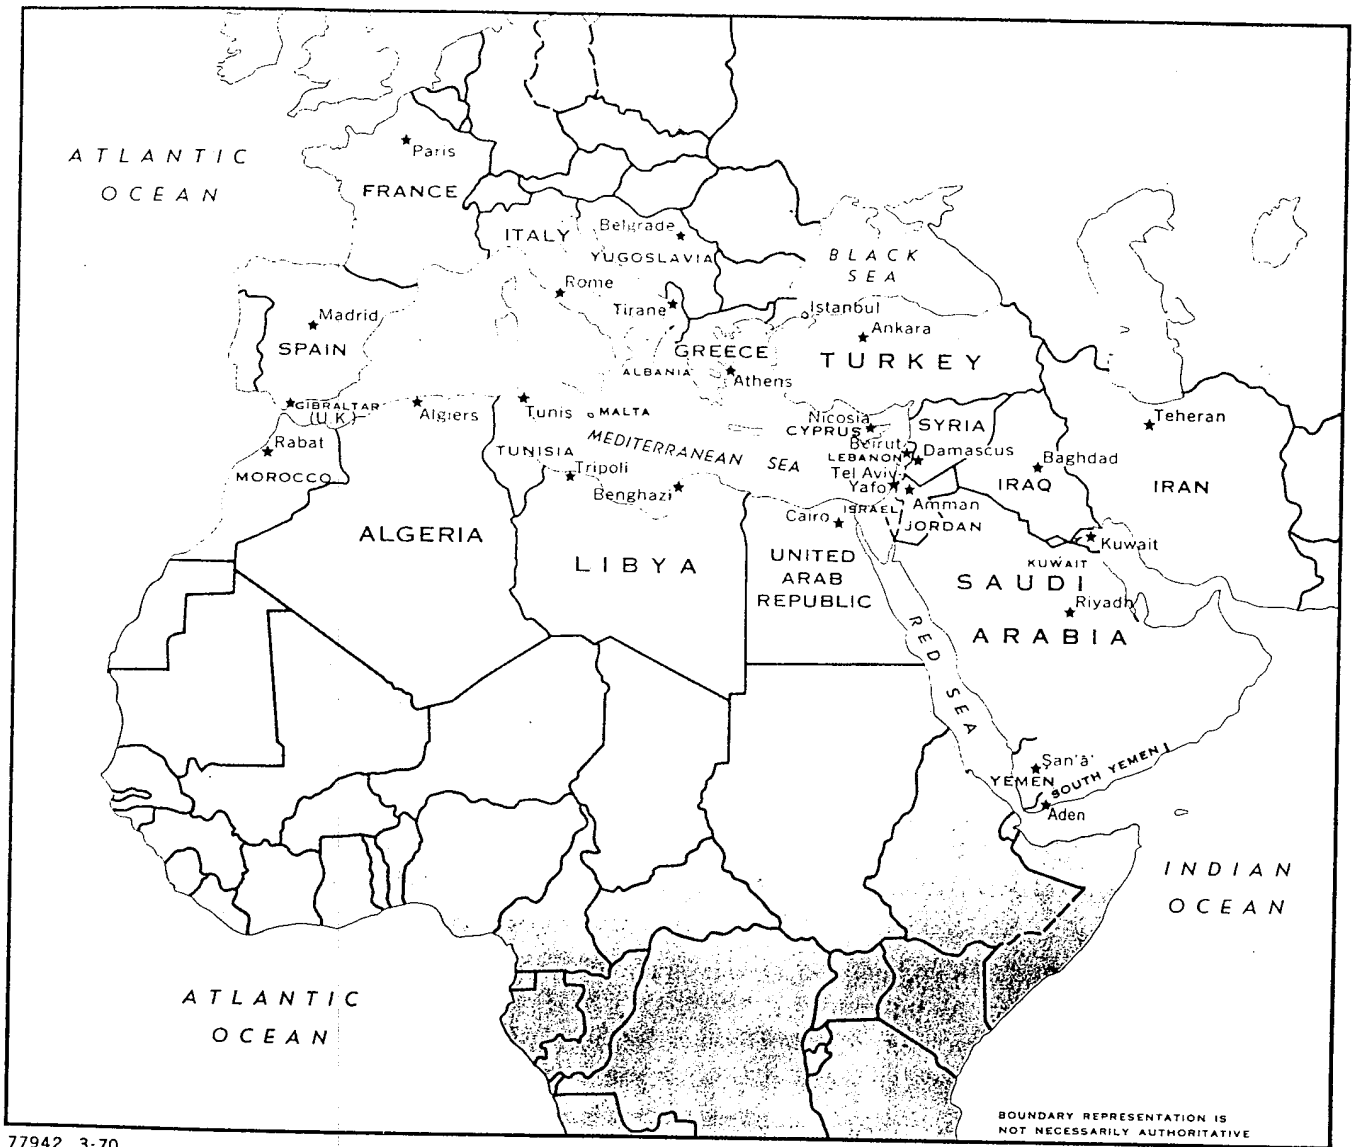 ATLANTIC
OCEAN
Paris
FRANCE
ITALY
Belgrade
YUGOSLAVIA
BLACK
SEA
Rome
Tirane
Istanbul
Ankara
Madrid
SPAIN
GREECE
TURKEY
ALBANIA
Athens
GIBRALTAR
(U.K.)
Algiers
Tunis
MALTA
Nicosia
CYPRUS
SYRIA
Teheran
Rabat
MOROCCO
TUNISIA
MEDITERRANEAN SEA
Beirut
LEBANON
Damascus
Baghdad
Tripoli
Benghazi
Tel Aviv-
Yafo
IRAQ
IRAN
Cairo
ISRAEL
Amman
JORDAN
ALGERIA
LIBYA
UNITED
ARAB
REPUBLIC
Kuwait
KUWAIT
SAUDI
Riyadh
ARABIA
RED SEA
Ṣan'ā'
YEMEN
SOUTH YEMEN
Aden
INDIAN
OCEAN
ATLANTIC
OCEAN
BOUNDARY REPRESENTATION IS
NOT NECESSARILY AUTHORITATIVE
77942 3-70